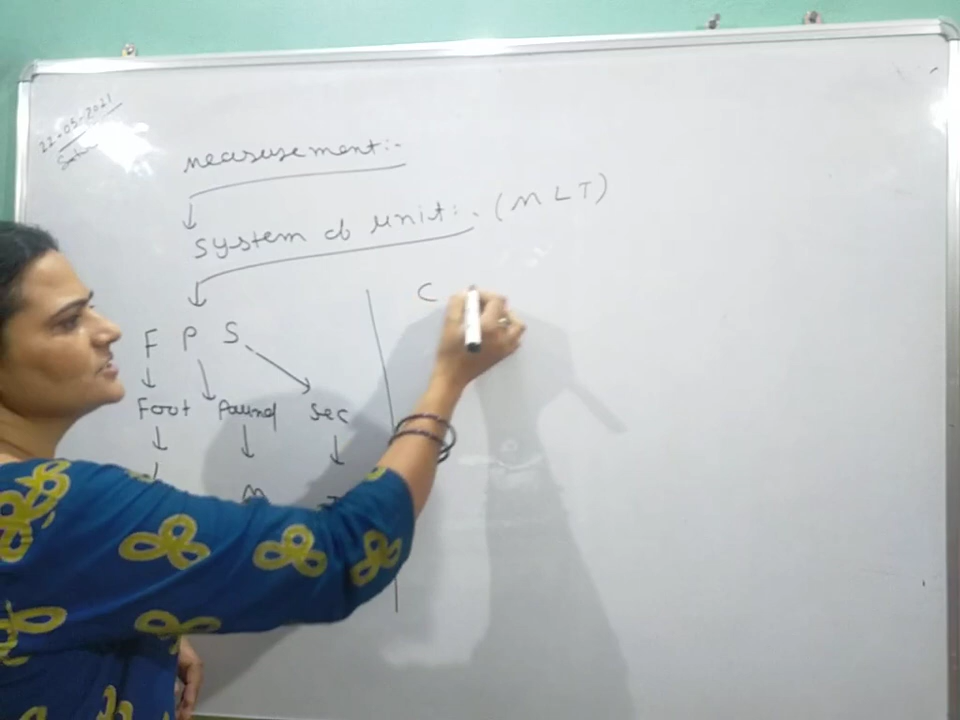 22-05-2021
measurement:-
System of unit:- (M L T)
F P S
C
Foot Pound Sec
M